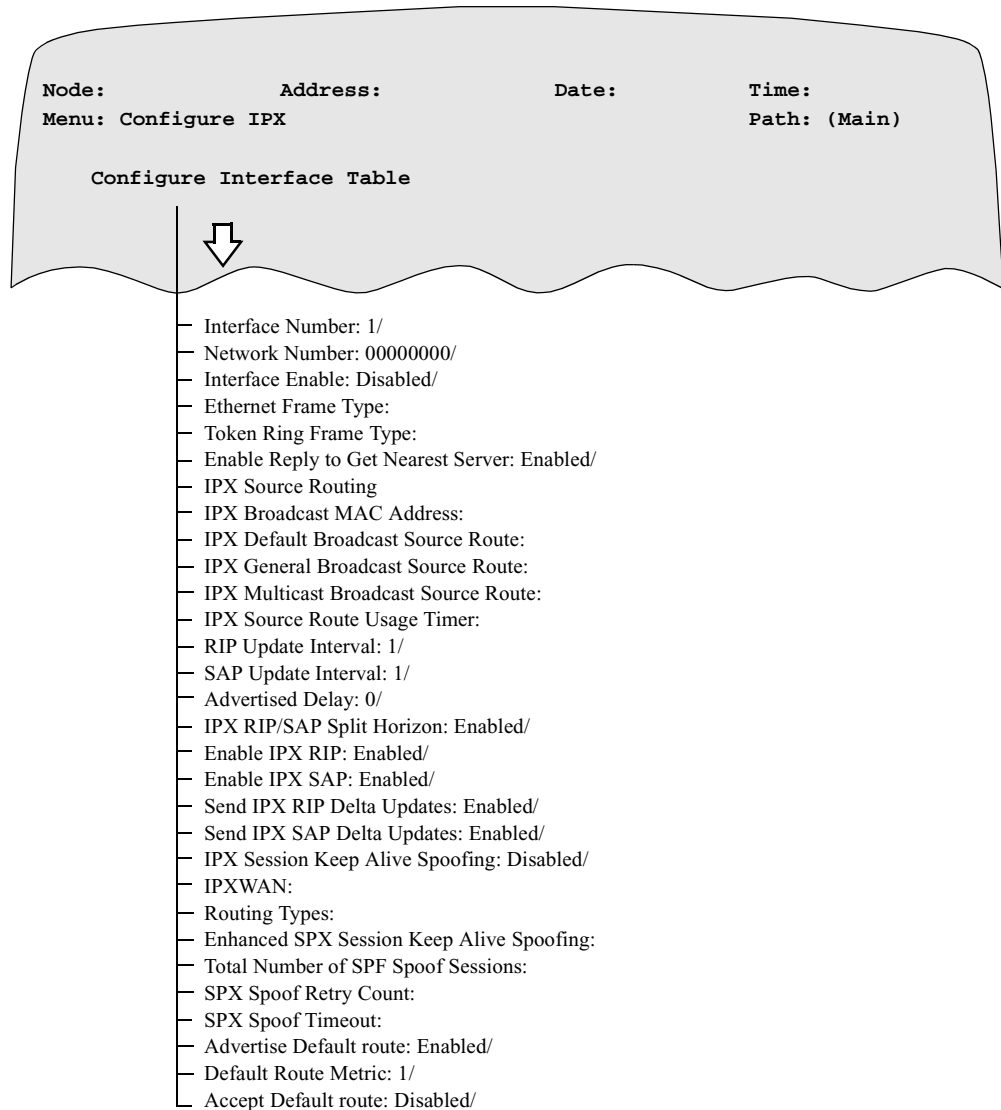 Node: Address: Date: Time:
Menu: Configure IPX Path: (Main)
Configure Interface Table
Interface Number: 1/
Network Number: 00000000/
Interface Enable: Disabled/
Ethernet Frame Type:
Token Ring Frame Type:
Enable Reply to Get Nearest Server: Enabled/
IPX Source Routing
IPX Broadcast MAC Address:
IPX Default Broadcast Source Route:
IPX General Broadcast Source Route:
IPX Multicast Broadcast Source Route:
IPX Source Route Usage Timer:
RIP Update Interval: 1/
SAP Update Interval: 1/
Advertised Delay: 0/
IPX RIP/SAP Split Horizon: Enabled/
Enable IPX RIP: Enabled/
Enable IPX SAP: Enabled/
Send IPX RIP Delta Updates: Enabled/
Send IPX SAP Delta Updates: Enabled/
IPX Session Keep Alive Spoofing: Disabled/
IPXWAN:
Routing Types:
Enhanced SPX Session Keep Alive Spoofing:
Total Number of SPF Spoof Sessions:
SPX Spoof Retry Count:
SPX Spoof Timeout:
Advertise Default route: Enabled/
Default Route Metric: 1/
Accept Default route: Disabled/